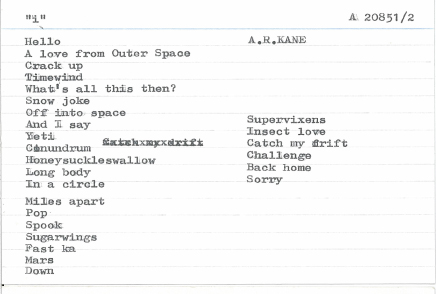 "i"
A 20851/2
Hello
A.R.KANE
A love from Outer Space
Crack up
Timewind
What's all this then?
Snow joke
Off into space
And I say
Yeti
Conundrum
Catch my drift
Honeysuckleswallow
Long body
In a circle
Supervixens
Insect love
Catch my drift
Challenge
Back home
Sorry
Miles apart
Pop
Spook
Sugarwings
Fast ka
Mars
Down